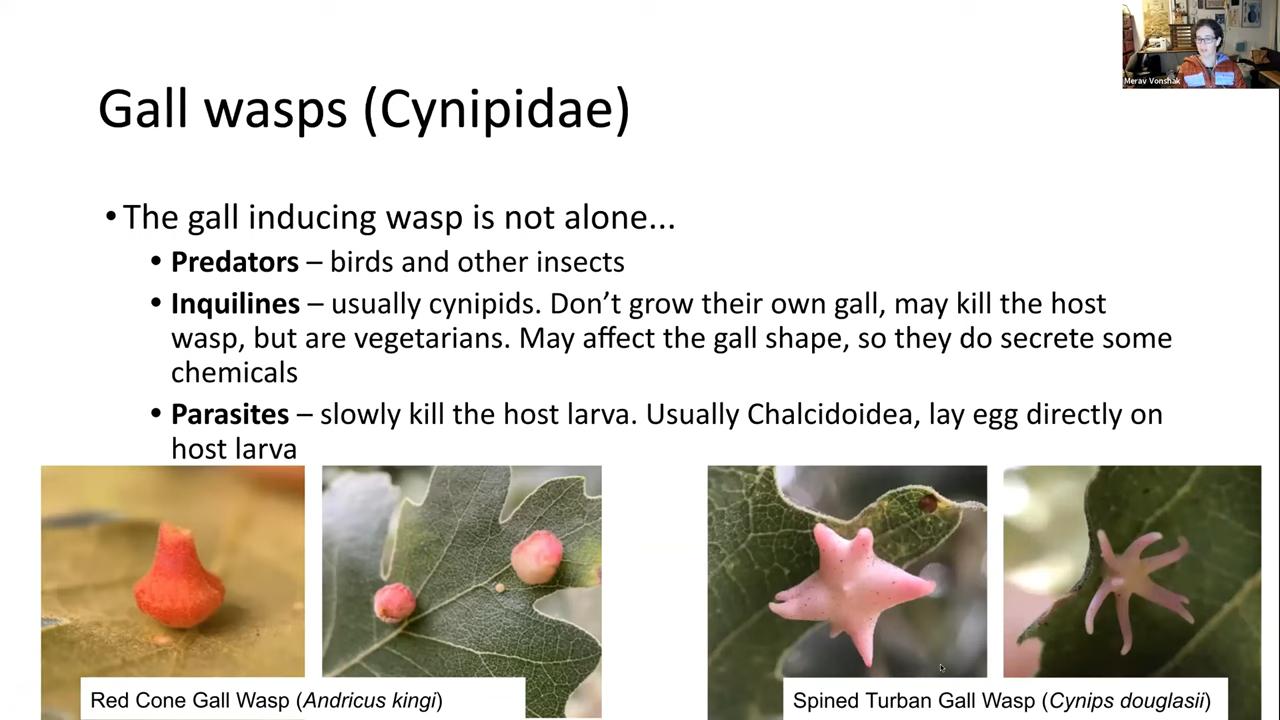 Merav Vonshak
Gall wasps (Cynipidae)
• The gall inducing wasp is not alone...
• Predators – birds and other insects
• Inquilines – usually cynipids. Don’t grow their own gall, may kill the host
wasp, but are vegetarians. May affect the gall shape, so they do secrete some
chemicals
• Parasites – slowly kill the host larva. Usually Chalcidoidea, lay egg directly on
host larva
Red Cone Gall Wasp (Andricus kingi)
Spined Turban Gall Wasp (Cynips douglasii)